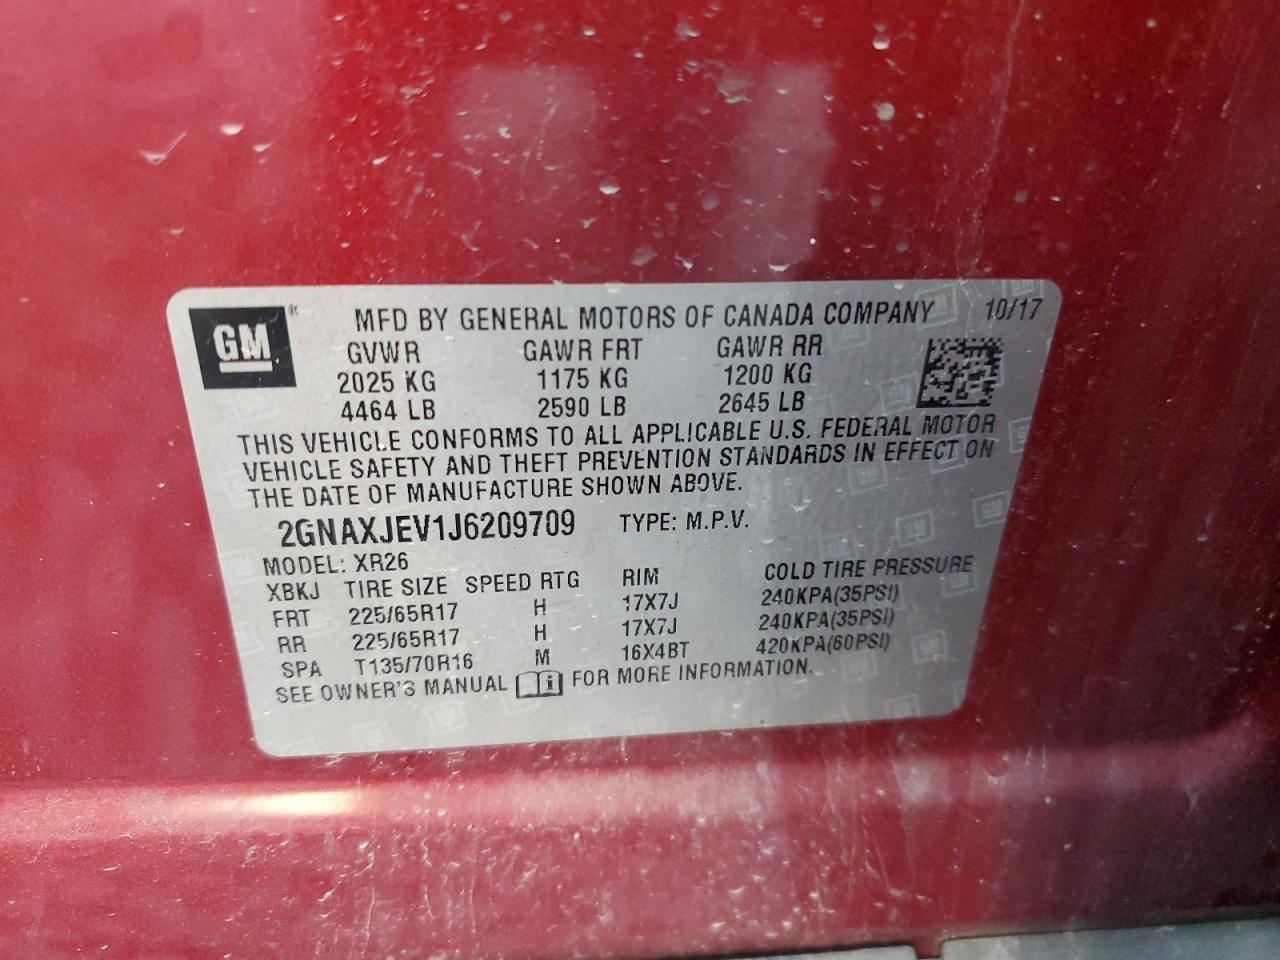 GM ® MFD BY GENERAL MOTORS OF CANADA COMPANY 10/17
GVWR GAWR FRT GAWR RR
2025 KG 1175 KG 1200 KG
4464 LB 2590 LB 2645 LB
THIS VEHICLE CONFORMS TO ALL APPLICABLE U.S. FEDERAL MOTOR
VEHICLE SAFETY AND THEFT PREVENTION STANDARDS IN EFFECT ON
THE DATE OF MANUFACTURE SHOWN ABOVE.
2GNAXJEV1J6209709 TYPE: M.P.V.
MODEL: XR26
XBKJ TIRE SIZE SPEED RTG RIM COLD TIRE PRESSURE
FRT 225/65R17 H 17X7J 240KPA(35PSI)
RR 225/65R17 H 17X7J 240KPA(35PSI)
SPA T135/70R16 M 16X4BT 420KPA(60PSI)
SEE OWNER'S MANUAL i FOR MORE INFORMATION.